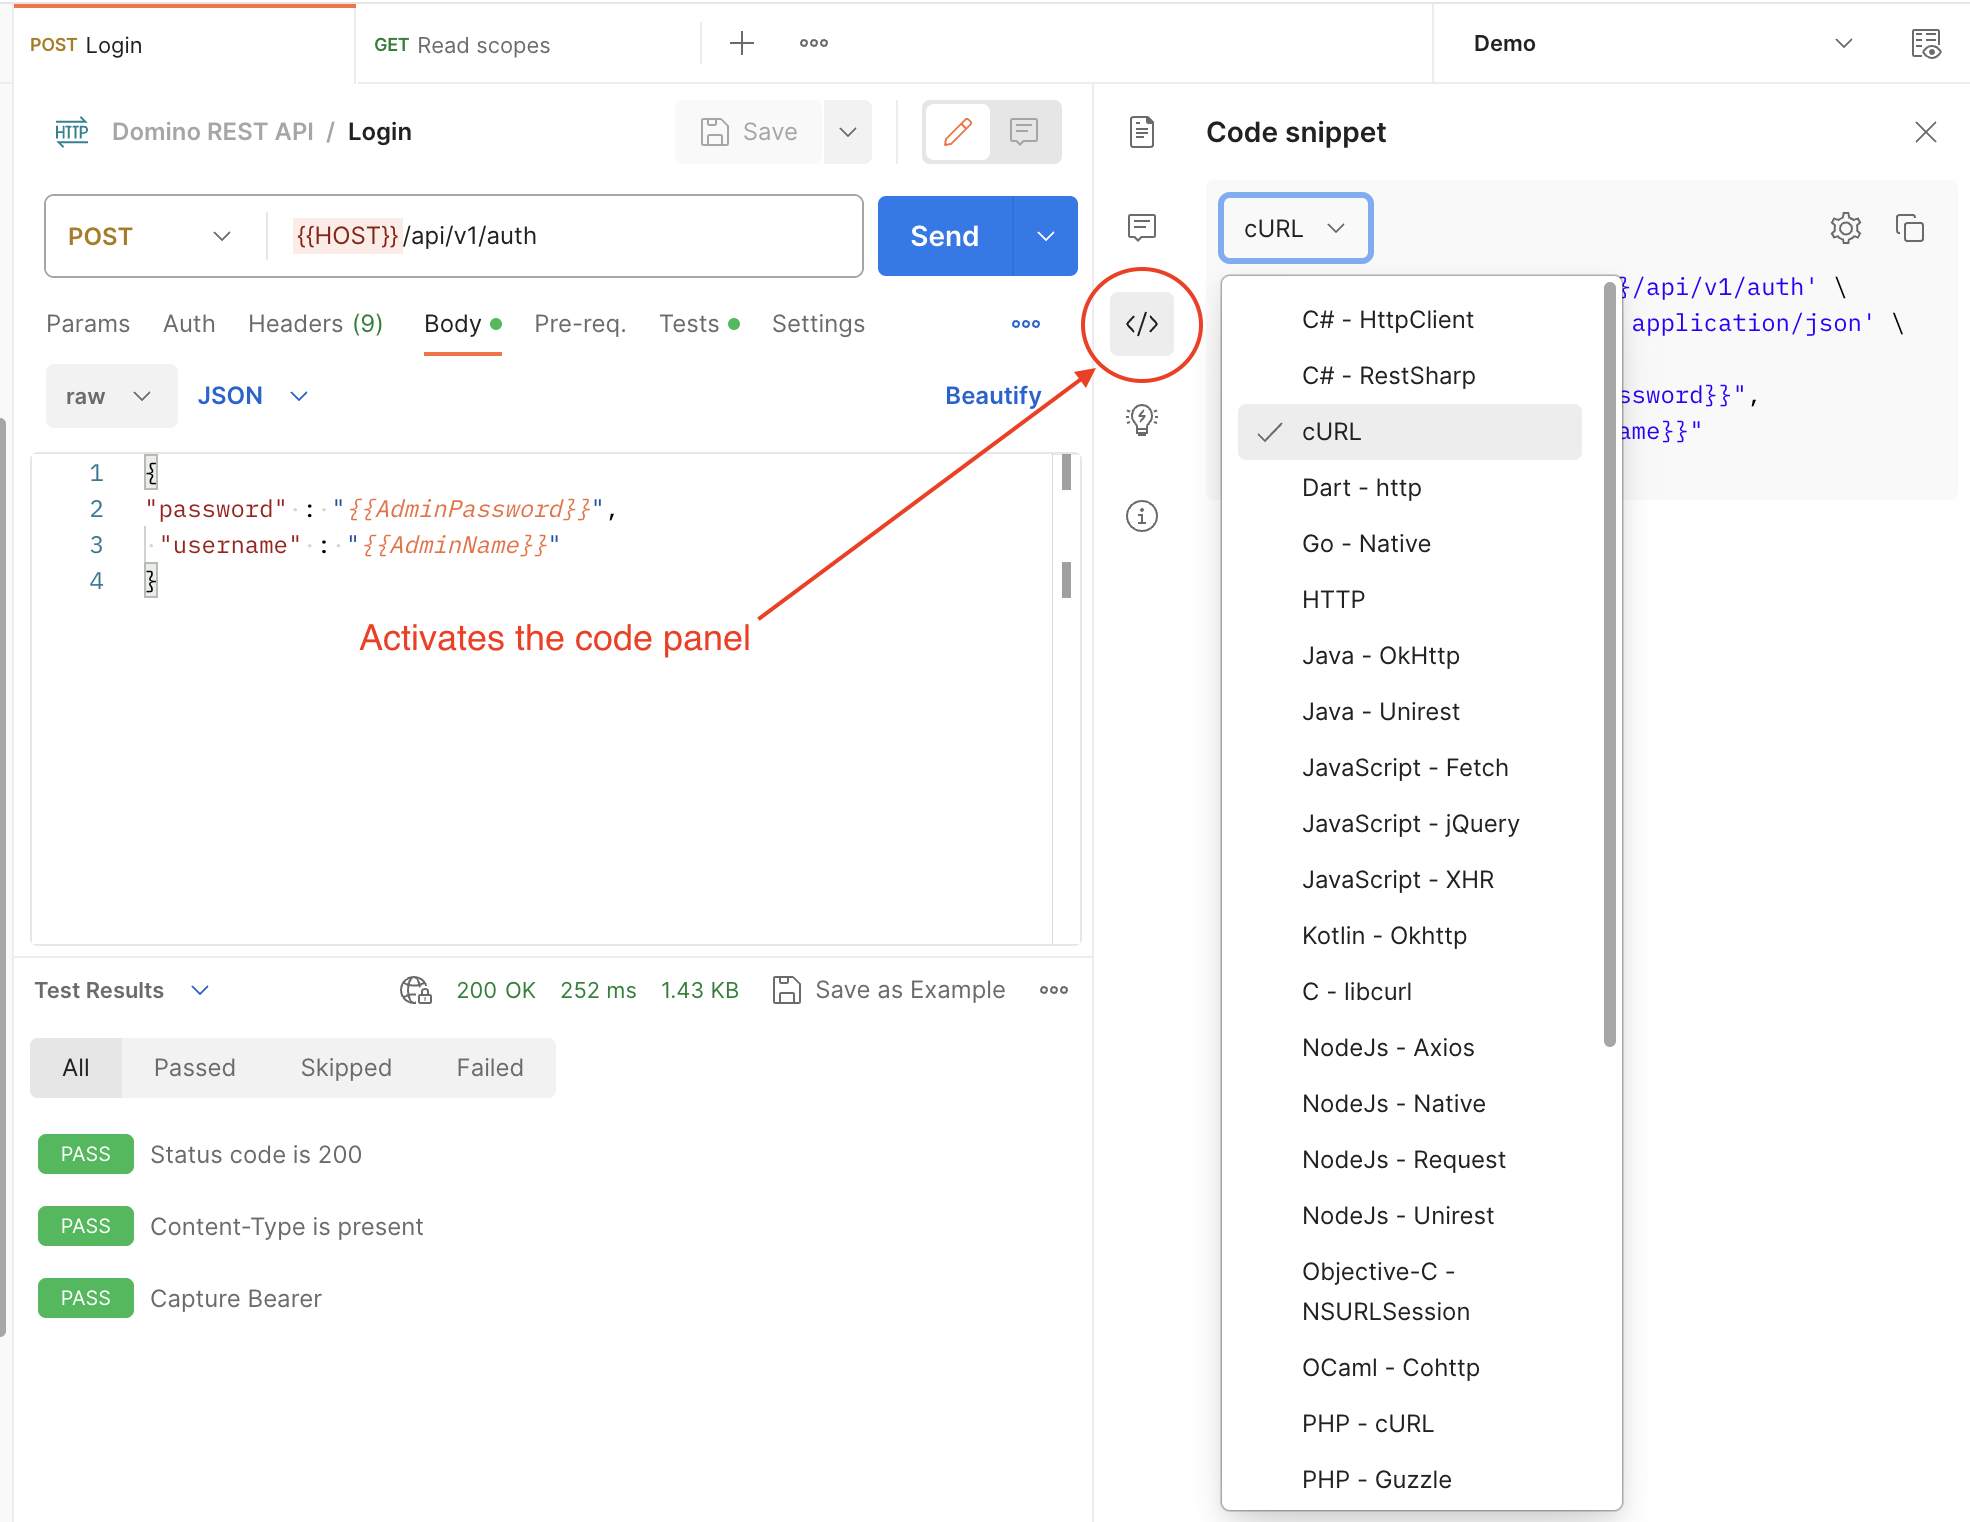 POST Login
GET Read scopes
Demo
HTTP Domino REST API / Login
Save
Code snippet
POST
{{HOST}}/api/v1/auth
Send
cURL
Params Auth Headers (9) Body Pre-req. Tests Settings
raw JSON
Beautify
1 {
2 "password" : "{{AdminPassword}}",
3 "username" : "{{AdminName}}"
4 }
Activates the code panel
</>
}/api/v1/auth' \
application/json' \
ssword}}",
ame}}"
C# - HttpClient
C# - RestSharp
cURL
Dart - http
Go - Native
HTTP
Java - OkHttp
Java - Unirest
JavaScript - Fetch
JavaScript - jQuery
JavaScript - XHR
Kotlin - Okhttp
C - libcurl
NodeJs - Axios
NodeJs - Native
NodeJs - Request
NodeJs - Unirest
Objective-C -
NSURLSession
OCaml - Cohttp
PHP - cURL
PHP - Guzzle
Test Results
200 OK 252 ms 1.43 KB Save as Example
All Passed Skipped Failed
PASS Status code is 200
PASS Content-Type is present
PASS Capture Bearer